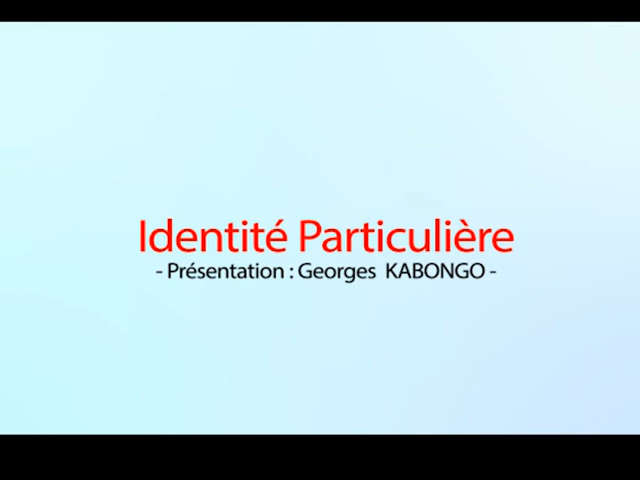 Identité Particulière
- Présentation : Georges KABONGO -